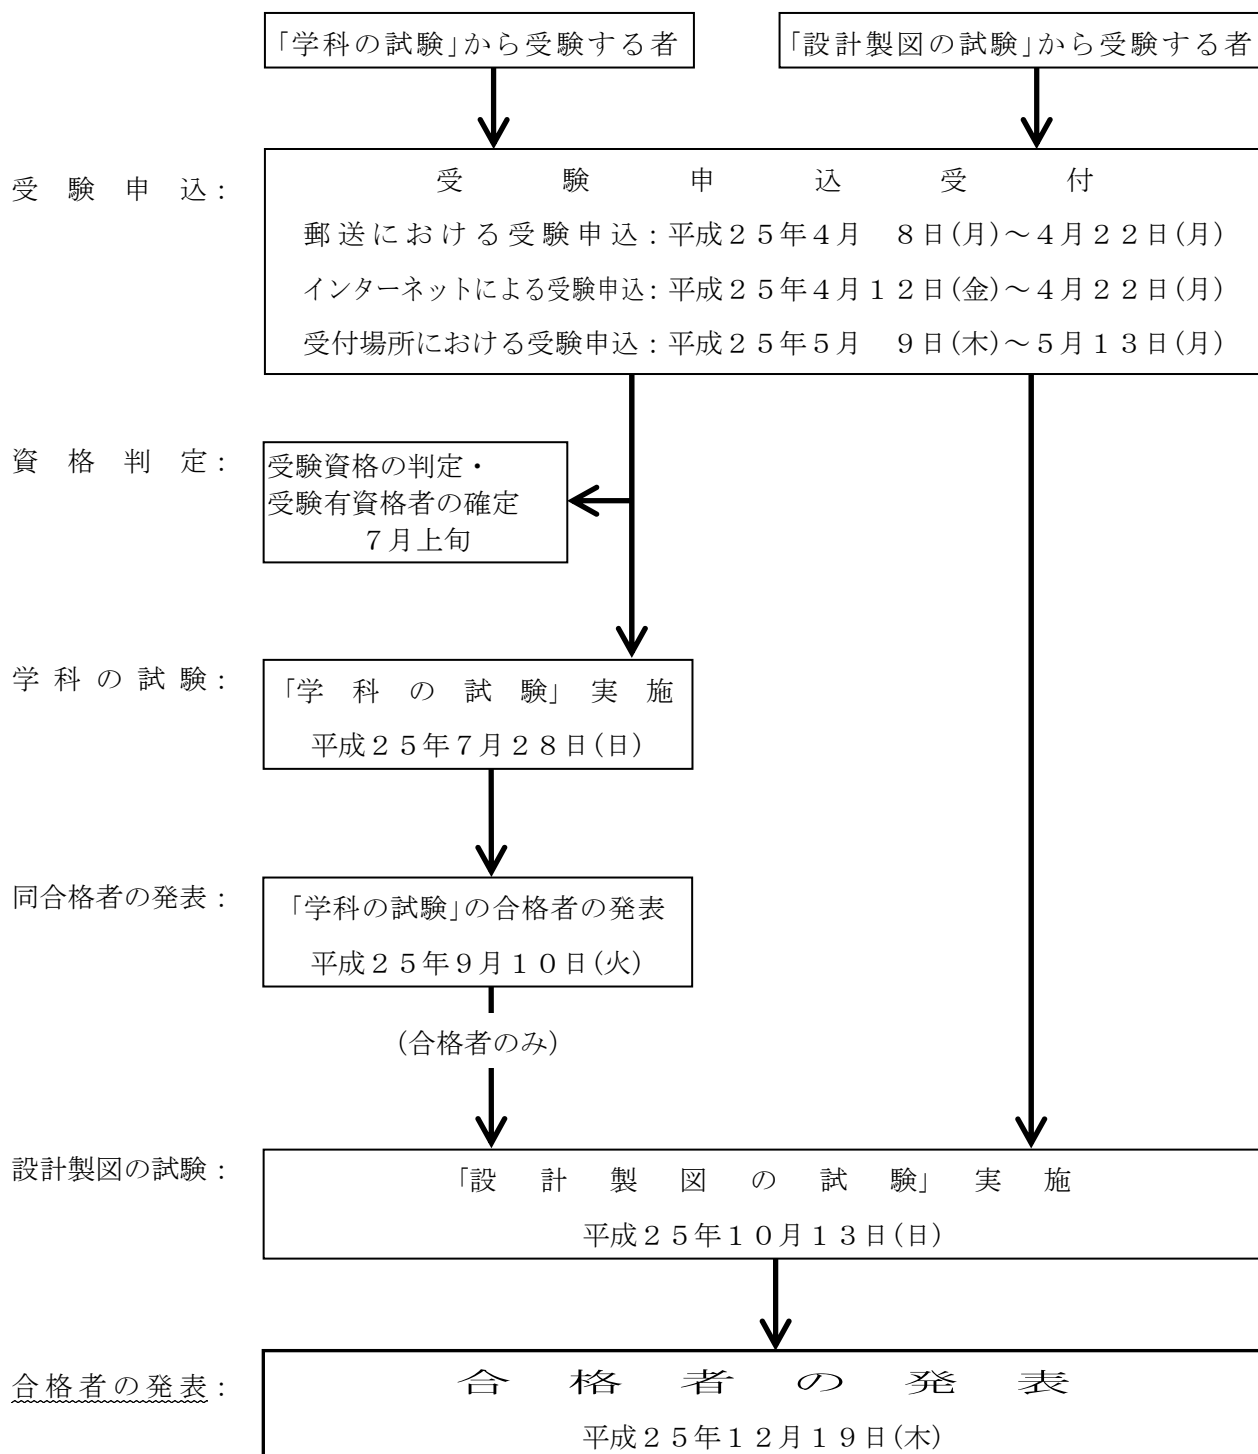 「学科の試験」から受験する者
「設計製図の試験」から受験する者
受験申込：
受験申込受付
郵送における受験申込：平成２５年４月　８日(月)～４月２２日(月)
インターネットによる受験申込：平成２５年４月１２日(金)～４月２２日(月)
受付場所における受験申込：平成２５年５月　９日(木)～５月１３日(月)
資格判定：
受験資格の判定・
受験有資格者の確定
７月上旬
学科の試験：
「学科の試験」実施
平成２５年７月２８日(日)
同合格者の発表：
「学科の試験」の合格者の発表
平成２５年９月１０日(火)
(合格者のみ)
設計製図の試験：
「設計製図の試験」実施
平成２５年１０月１３日(日)
合格者の発表：
合格者の発表
平成２５年１２月１９日(木)